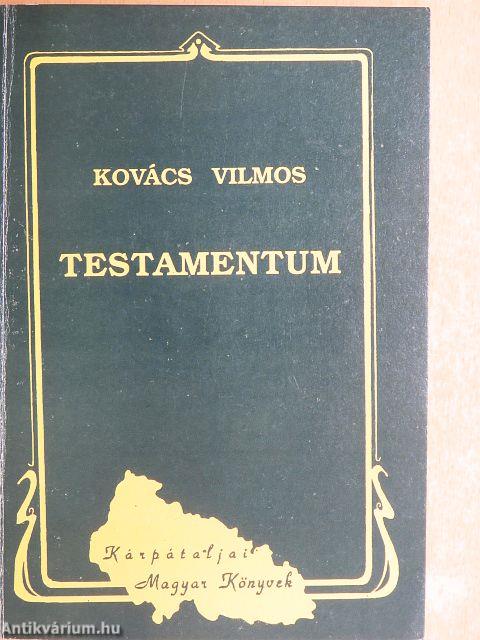 KOVÁCS VILMOS
TESTAMENTUM
Kárpátaljai
Magyar Könyvek
Antikvárium.hu